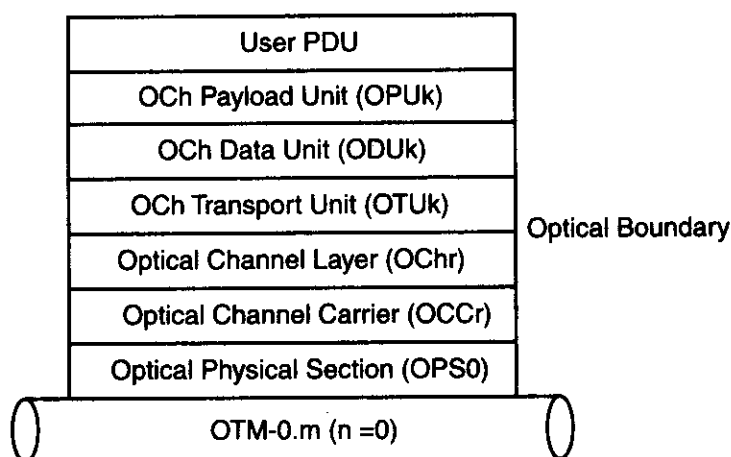 User PDU
OCh Payload Unit (OPUk)
OCh Data Unit (ODUk)
OCh Transport Unit (OTUk)
Optical Boundary
Optical Channel Layer (OChr)
Optical Channel Carrier (OCCr)
Optical Physical Section (OPS0)
OTM-0.m (n =0)